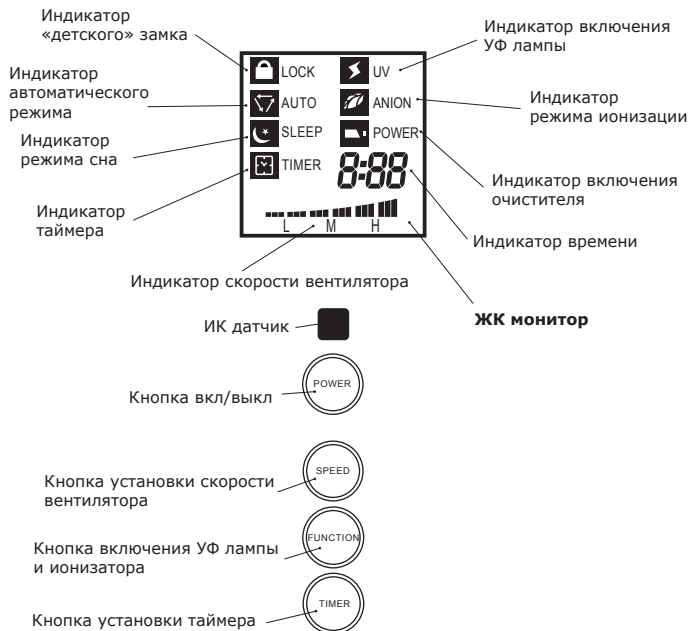 Индикатор
«детского» замка
Индикатор включения
УФ лампы
Индикатор
автоматического
режима
Индикатор
режима сна
Индикатор
таймера
LOCK
UV
AUTO
ANION
SLEEP
POWER
TIMER
8:88
L M H
Индикатор
режима ионизации
Индикатор включения
очистителя
Индикатор времени
Индикатор скорости вентилятора
ЖК монитор
ИК датчик
Кнопка вкл/выкл
POWER
Кнопка установки скорости
вентилятора
SPEED
Кнопка включения УФ лампы
и ионизатора
FUNCTION
Кнопка установки таймера
TIMER